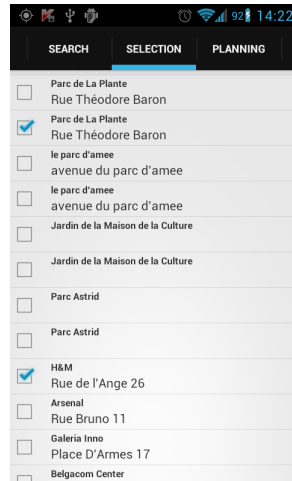 92 14:22
SEARCH SELECTION PLANNING
Parc de La Plante
Rue Théodore Baron
Parc de La Plante
Rue Théodore Baron
le parc d'amee
avenue du parc d'amee
le parc d'amee
avenue du parc d'amee
Jardin de la Maison de la Culture
Jardin de la Maison de la Culture
Parc Astrid
Parc Astrid
H&M
Rue de l'Ange 26
Arsenal
Rue Bruno 11
Galeria Inno
Place D'Armes 17
Belgacom Center